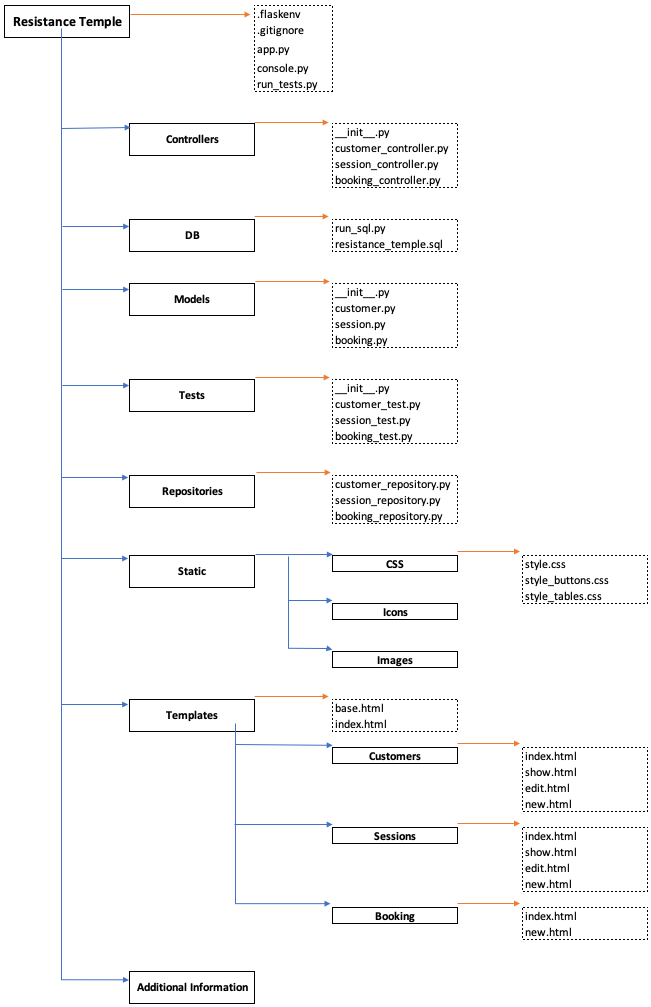 Resistance Temple
.flaskenv
.gitignore
app.py
console.py
run_tests.py
Controllers
__init__.py
customer_controller.py
session_controller.py
booking_controller.py
DB
run_sql.py
resistance_temple.sql
Models
__init__.py
customer.py
session.py
booking.py
Tests
__init__.py
customer_test.py
session_test.py
booking_test.py
Repositories
customer_repository.py
session_repository.py
booking_repository.py
Static
CSS
style.css
style_buttons.css
style_tables.css
Icons
Images
Templates
base.html
index.html
Customers
index.html
show.html
edit.html
new.html
Sessions
index.html
show.html
edit.html
new.html
Booking
index.html
new.html
Additional Information